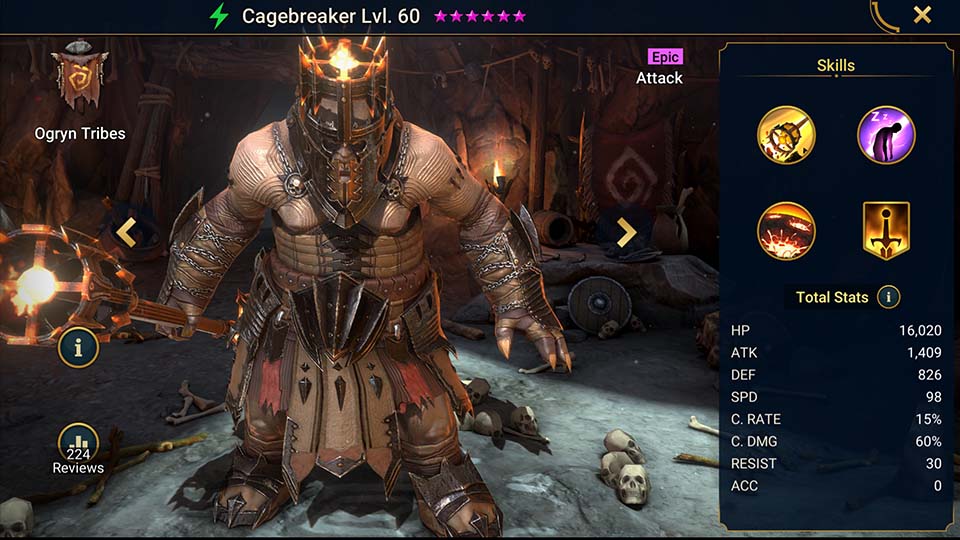 Cagebreaker Lvl. 60
Epic
Attack
Ogryn Tribes
224
Reviews
Skills
Z z
Total Stats
HP 16,020
ATK 1,409
DEF 826
SPD 98
C. RATE 15%
C. DMG 60%
RESIST 30
ACC 0